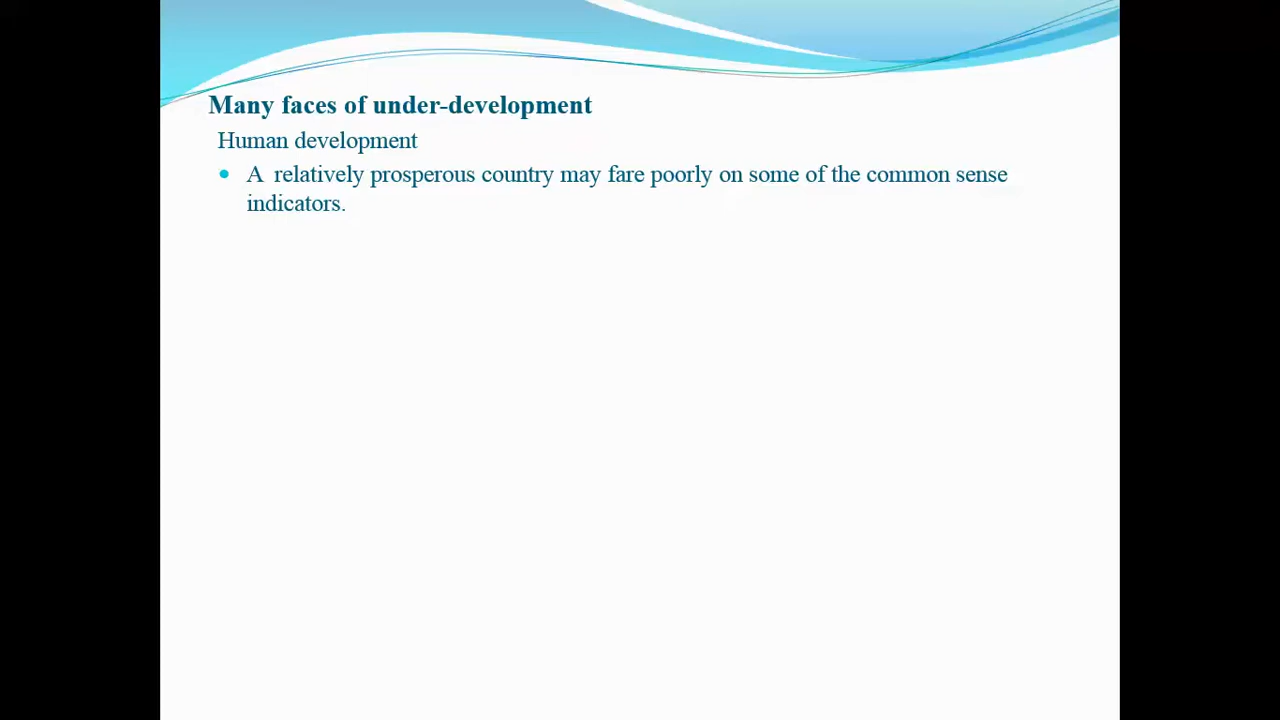 Many faces of under-development
Human development
• A relatively prosperous country may fare poorly on some of the common sense
indicators.